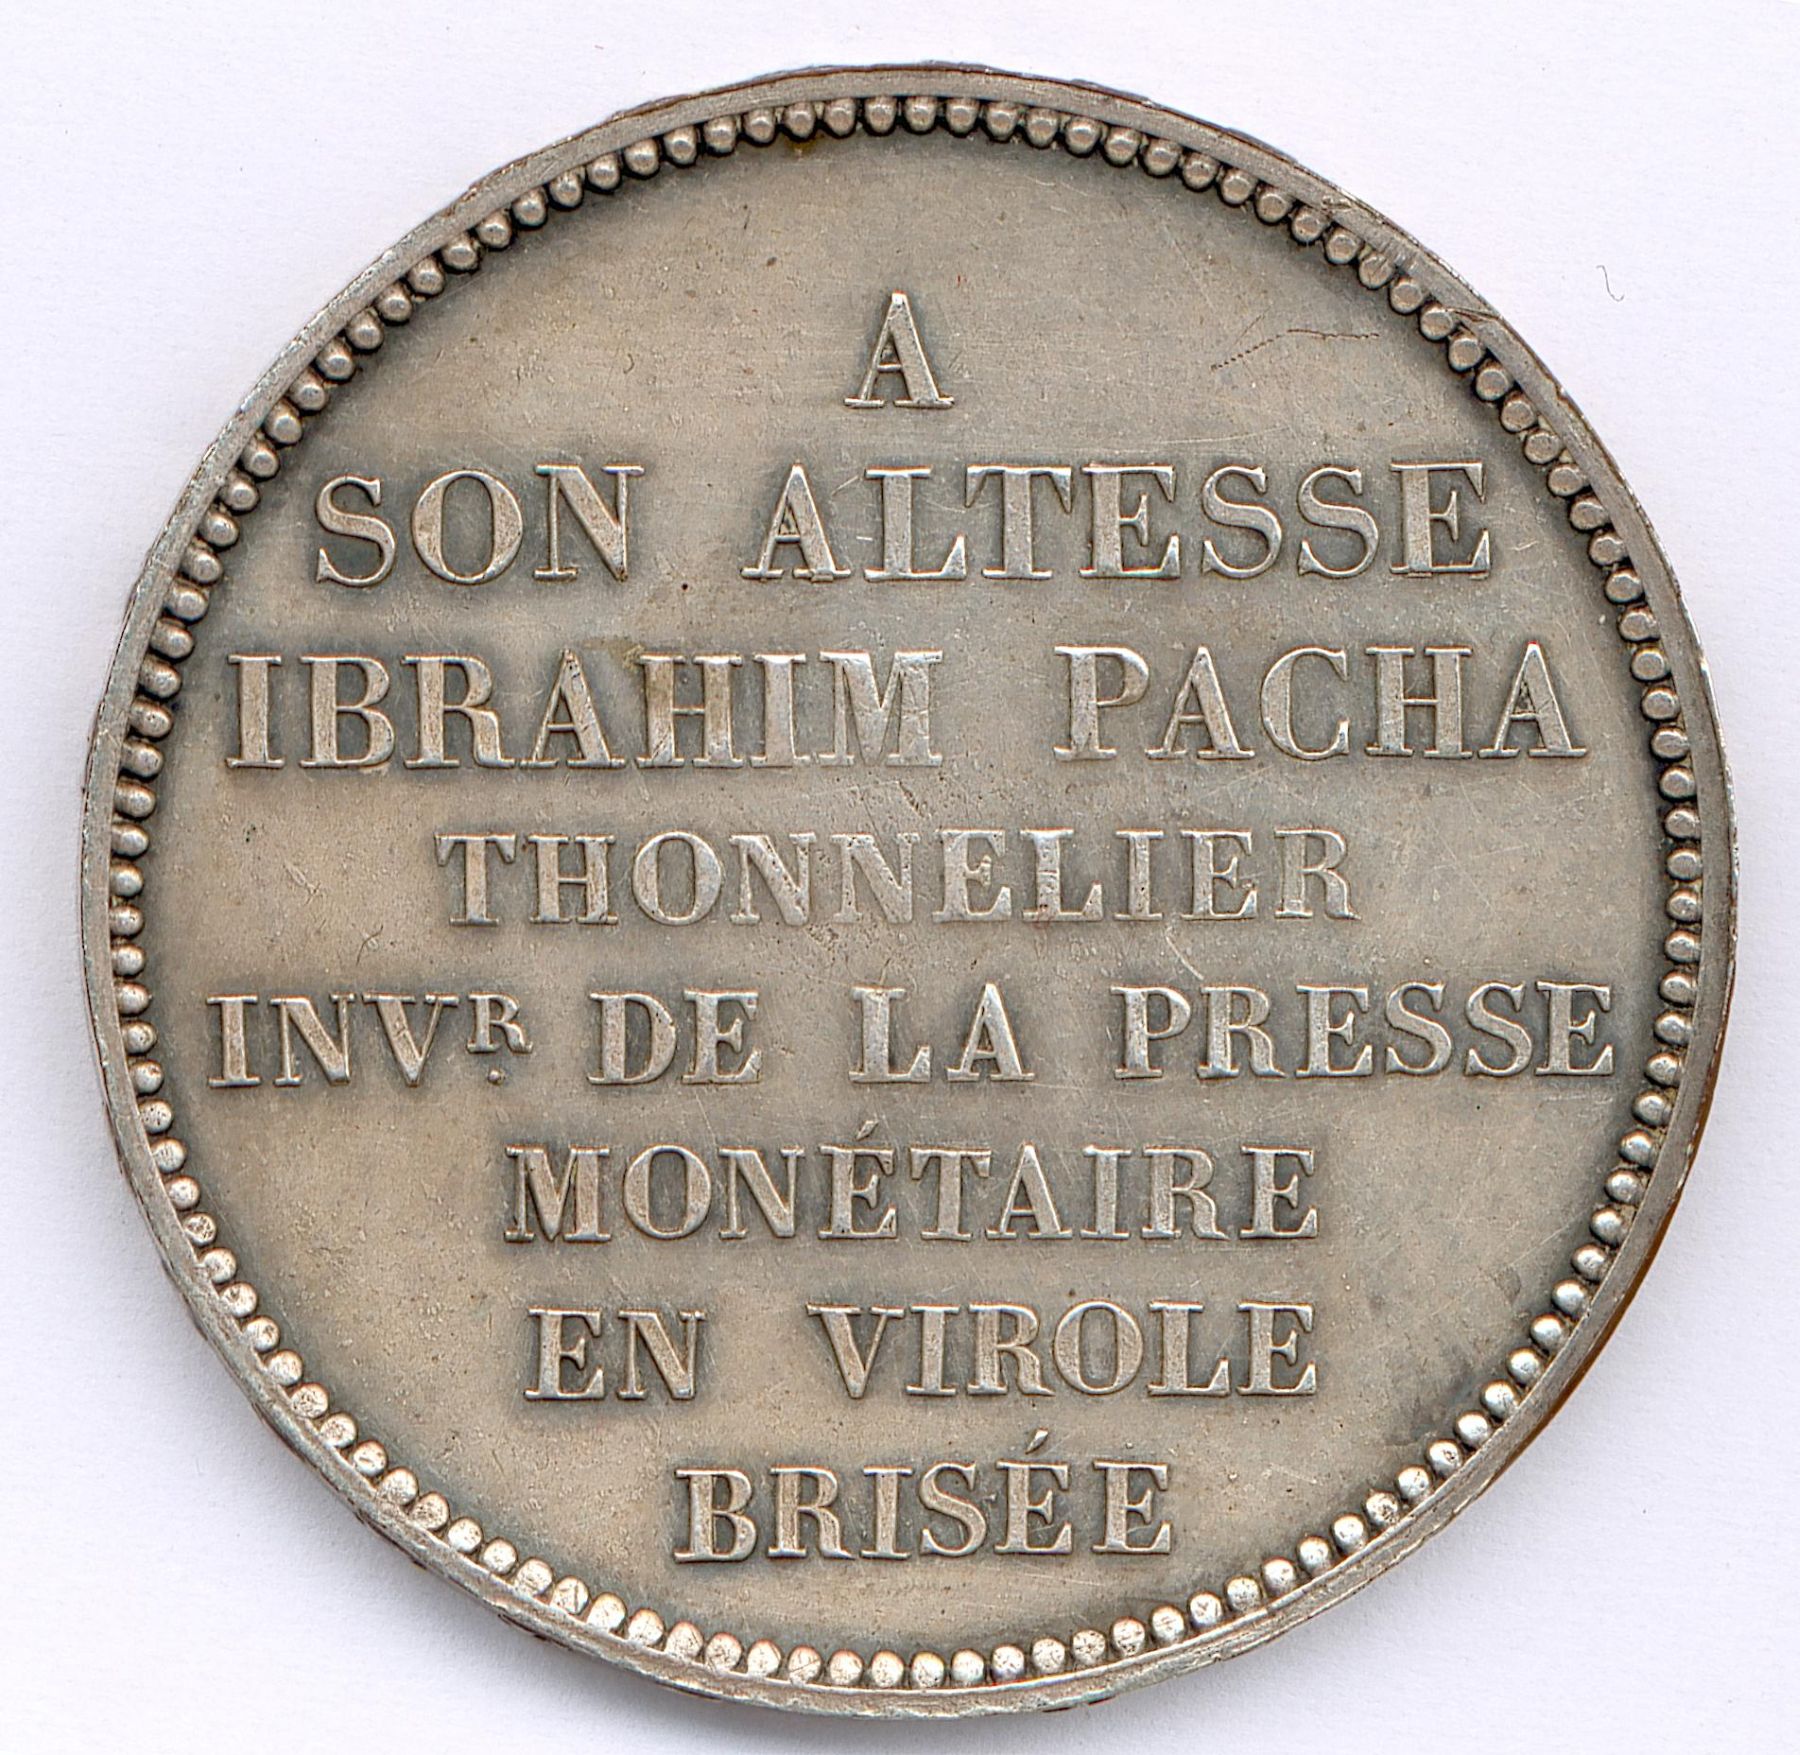 A
SON ALTESSE
IBRAHIM PACHA
THONNELIER
INVR. DE LA PRESSE
MONÉTAIRE
EN VIROLE
BRISÉE